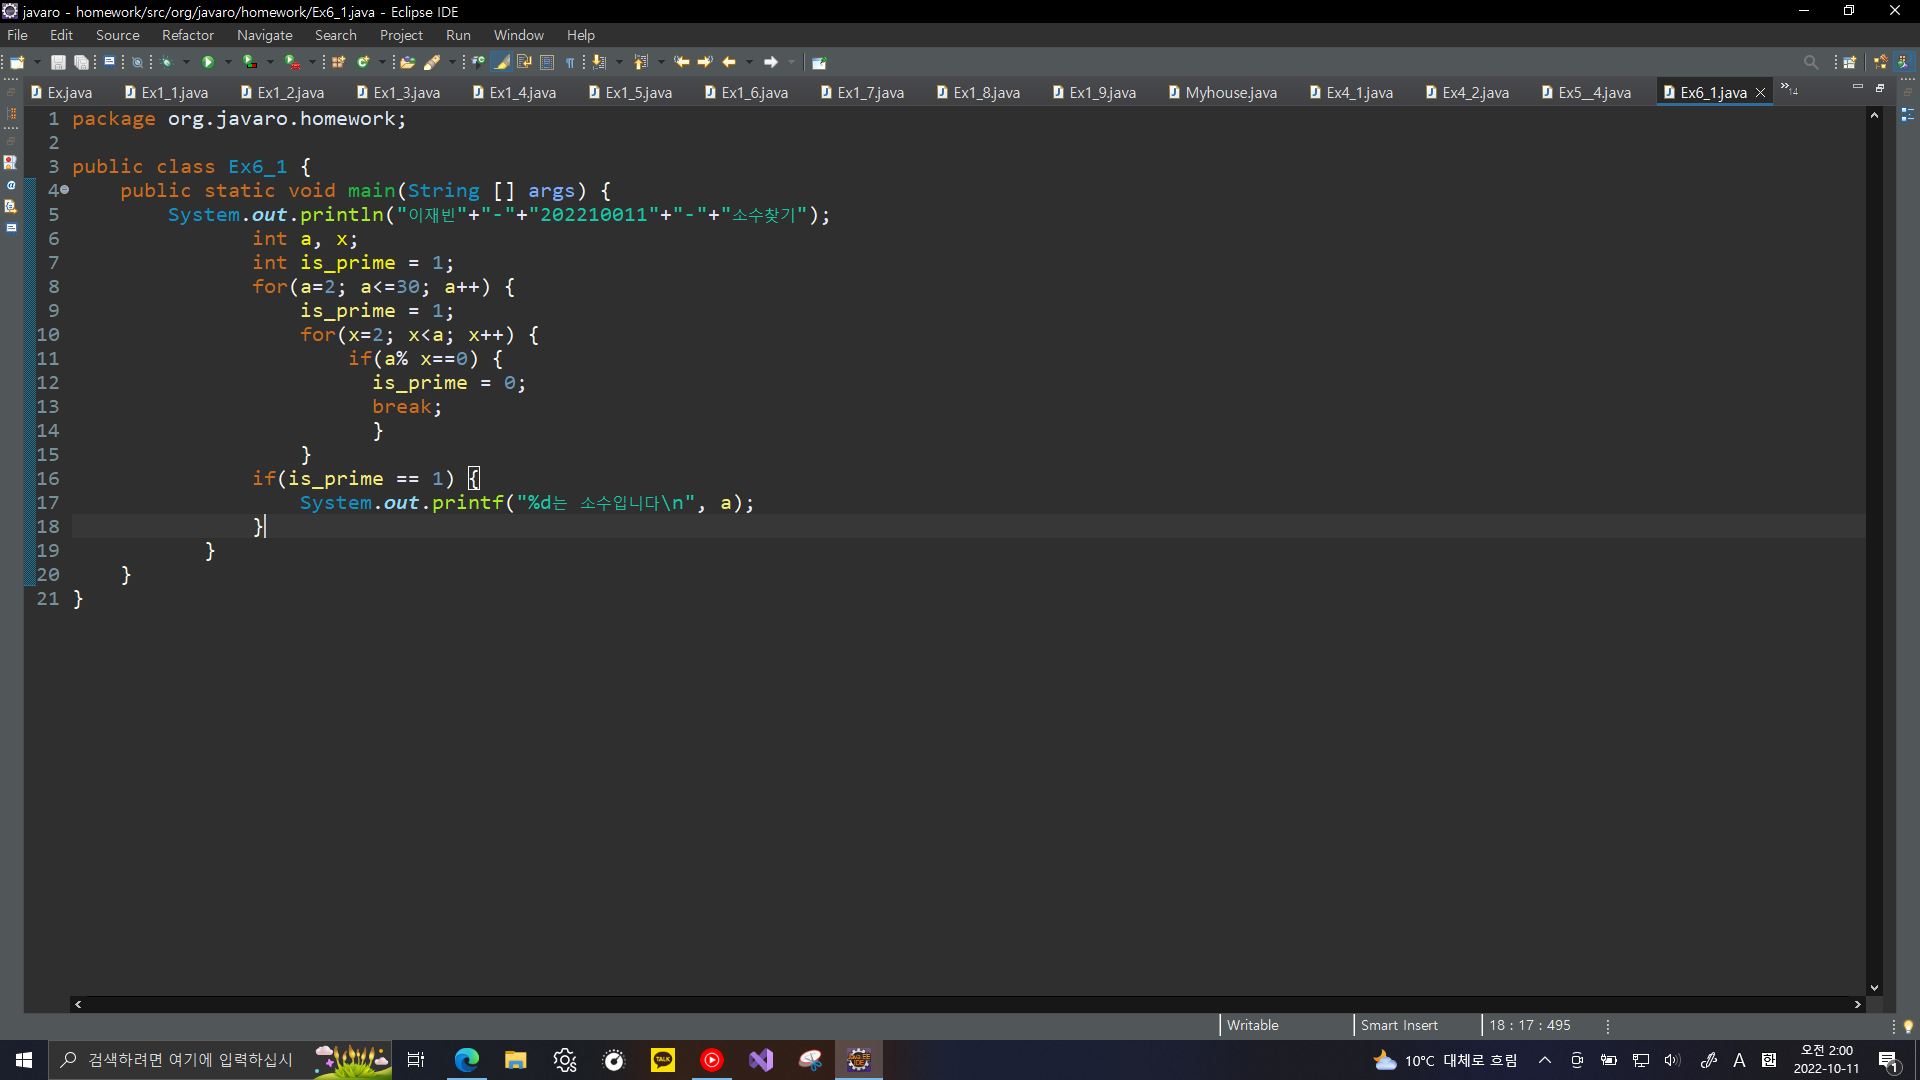 javaro - homework/src/org/javaro/homework/Ex6_1.java - Eclipse IDE
File Edit Source Refactor Navigate Search Project Run Window Help
Ex.java Ex1_1.java Ex1_2.java Ex1_3.java Ex1_4.java Ex1_5.java Ex1_6.java Ex1_7.java Ex1_8.java Ex1_9.java Myhouse.java Ex4_1.java Ex4_2.java Ex5__4.java Ex6_1.java »14
1 package org.javaro.homework;
2
3 public class Ex6_1 {
4 public static void main(String [] args) {
5 System.out.println("이재빈"+"-"+"202210011"+"-"+"소수찾기");
6 int a, x;
7 int is_prime = 1;
8 for(a=2; a<=30; a++) {
9 is_prime = 1;
10 for(x=2; x<a; x++) {
11 if(a% x==0) {
12 is_prime = 0;
13 break;
14 }
15 }
16 if(is_prime == 1) {
17 System.out.printf("%d는 소수입니다\n", a);
18 }
19 }
20 }
21 }
Writable Smart Insert 18 : 17 : 495
검색하려면 여기에 입력하십시 TALK 10°C 대체로 흐림 A 오전 2:00
2022-10-11 1